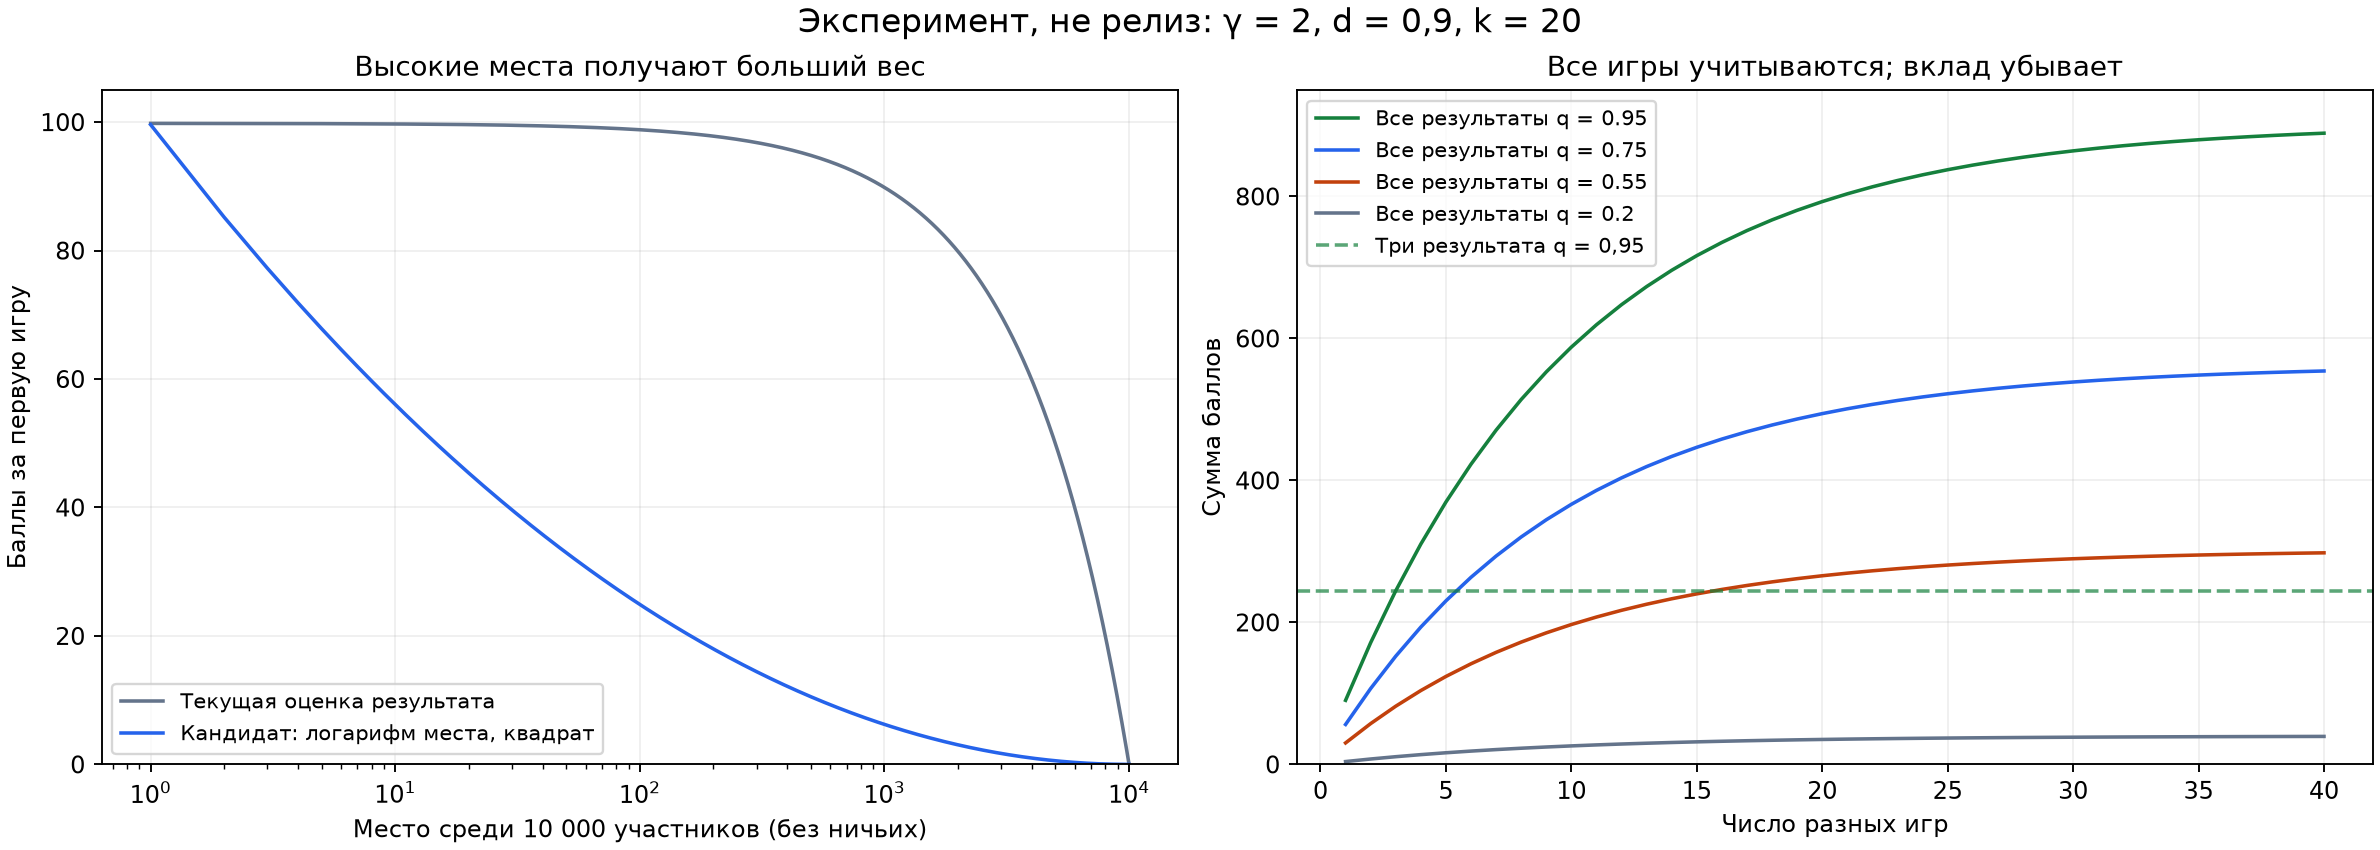 Эксперимент, не релиз: γ = 2, d = 0,9, k = 20
Высокие места получают больший вес
Баллы за первую игру
100
80
60
40
20
0
Текущая оценка результата
Кандидат: логарифм места, квадрат
10⁰
10¹
10²
10³
10⁴
Место среди 10 000 участников (без ничьих)
Все игры учитываются; вклад убывает
Сумма баллов
800
600
400
200
0
Все результаты q = 0.95
Все результаты q = 0.75
Все результаты q = 0.55
Все результаты q = 0.2
Три результата q = 0,95
0
5
10
15
20
25
30
35
40
Число разных игр